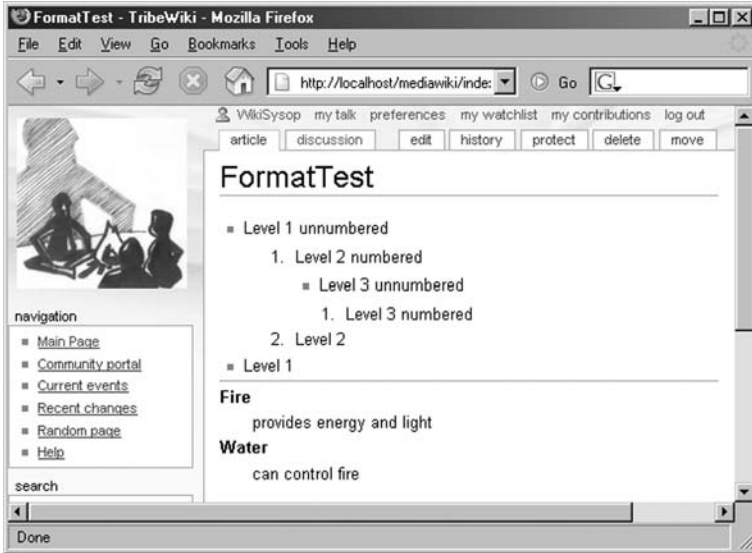 FormatTest - TribeWiki - Mozilla Firefox
File Edit View Go Bookmarks Tools Help
http://localhost/mediawiki/inde: Go G
WikiSysop my talk preferences my watchlist my contributions log out
article discussion edit history protect delete move
FormatTest
Level 1 unnumbered
1. Level 2 numbered
Level 3 unnumbered
1. Level 3 numbered
2. Level 2
Level 1
Fire
provides energy and light
Water
can control fire
navigation
Main Page
Community portal
Current events
Recent changes
Random page
Help
search
Done